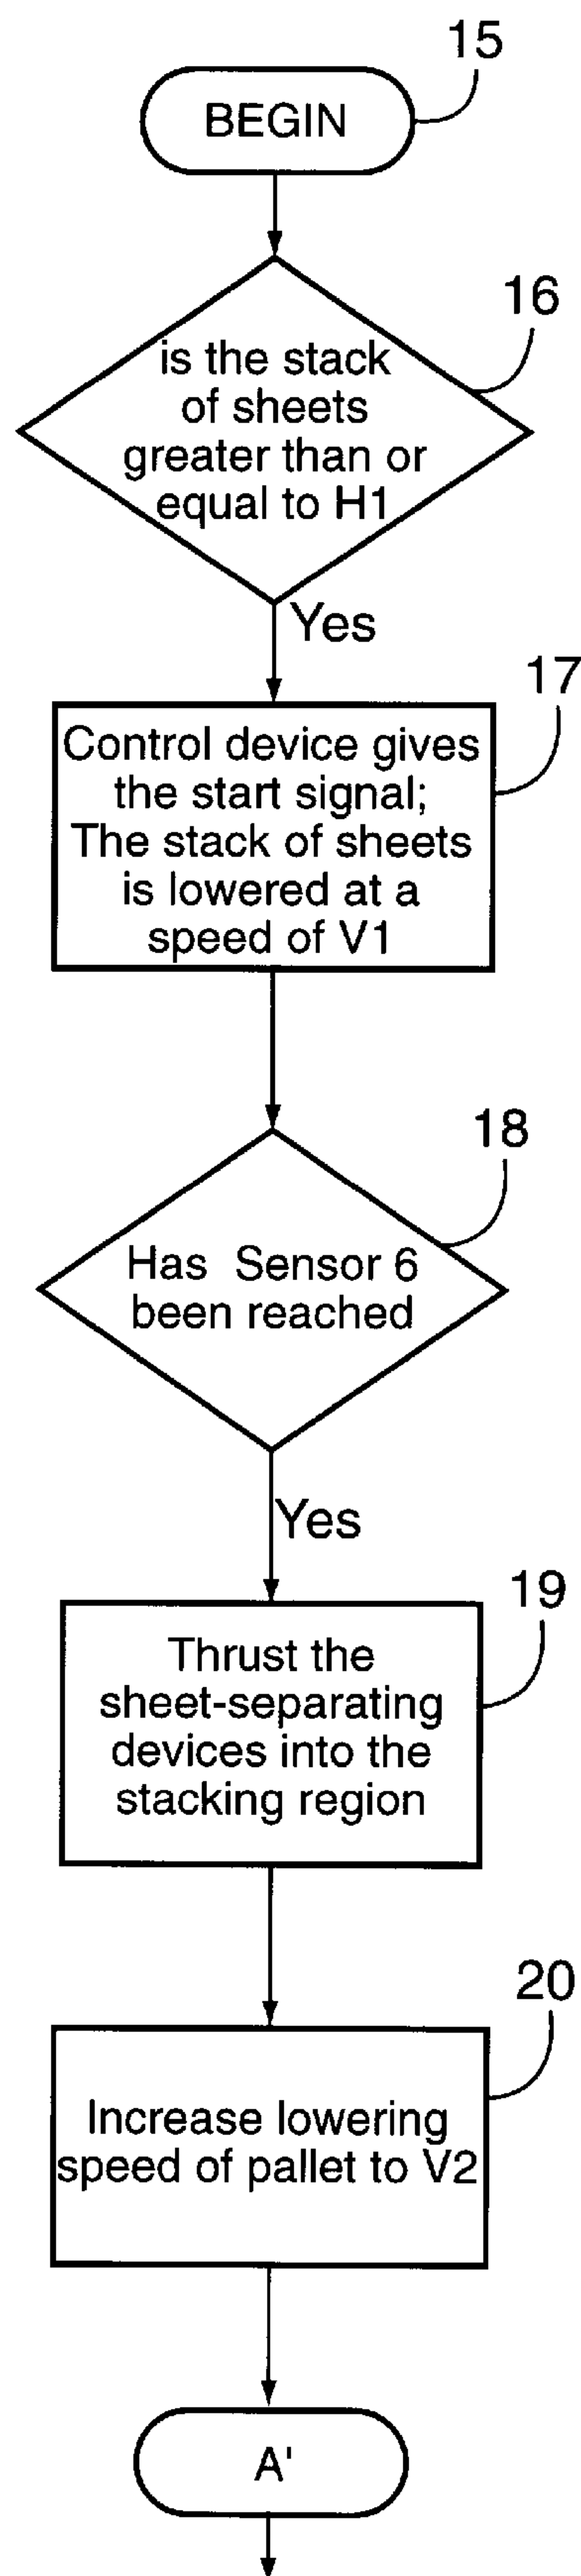 15
BEGIN
16
is the stack
of sheets
greater than or
equal to H1
Yes
17
Control device gives
the start signal;
The stack of sheets
is lowered at a
speed of V1
18
Has Sensor 6
been reached
Yes
19
Thrust the
sheet-separating
devices into the
stacking region
20
Increase lowering
speed of pallet to V2
A'